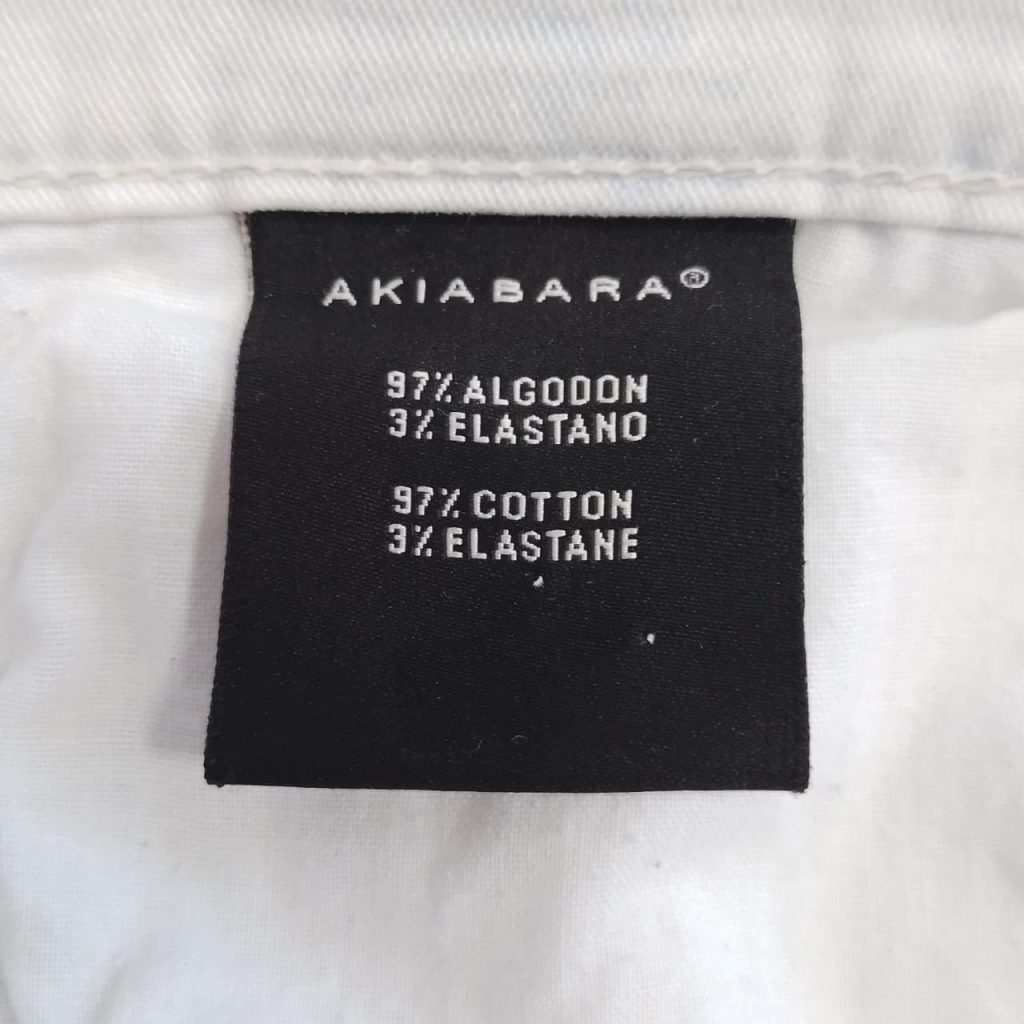 AKIABARA®
97% ALGODON
3% ELASTANO
97% COTTON
3% ELASTANE